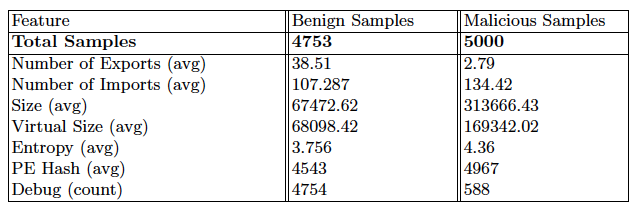 Feature Benign Samples Malicious Samples
Total Samples 4753 5000
Number of Exports (avg) 38.51 2.79
Number of Imports (avg) 107.287 134.42
Size (avg) 67472.62 313666.43
Virtual Size (avg) 68098.42 169342.02
Entropy (avg) 3.756 4.36
PE Hash (avg) 4543 4967
Debug (count) 4754 588